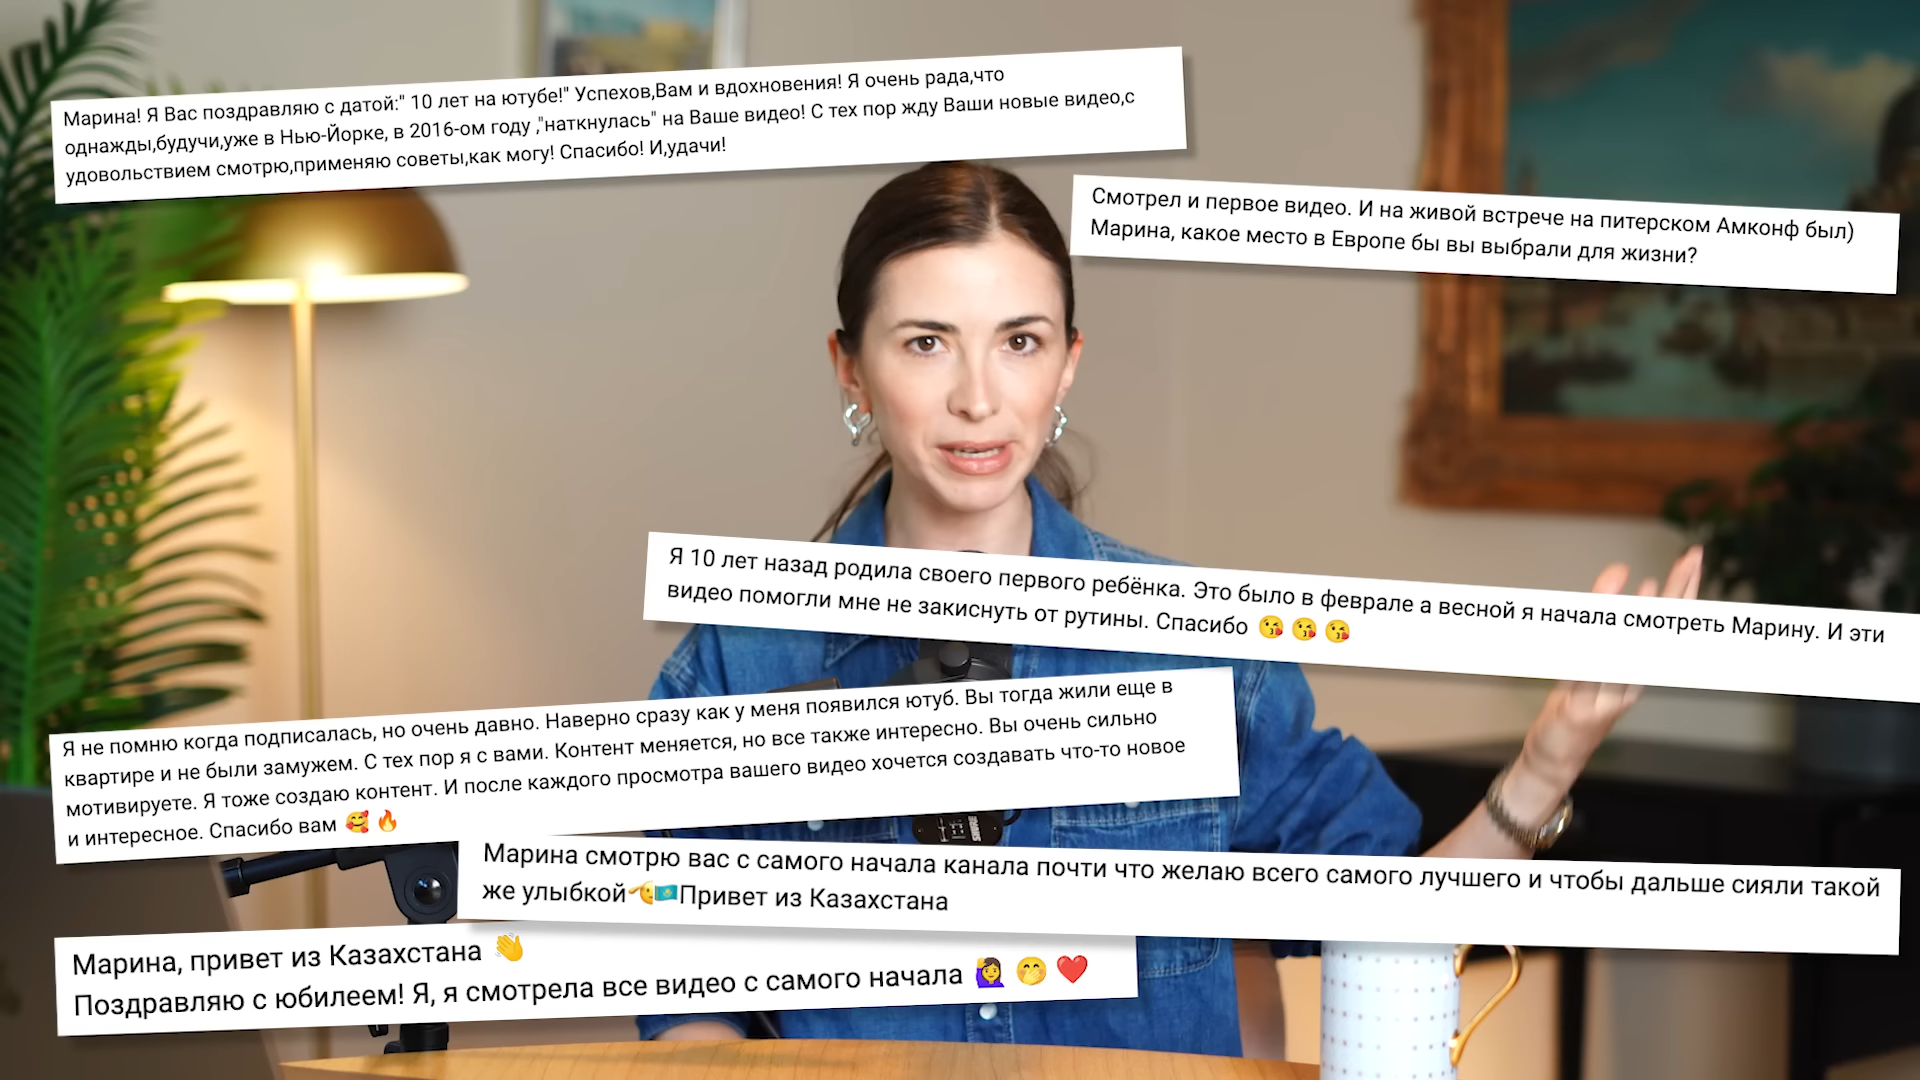 Марина! Я Вас поздравляю с датой:" 10 лет на ютубе!" Успехов,Вам и вдохновения! Я очень рада,что
однажды,будучи,уже в Нью-Йорке, в 2016-ом году ,"наткнулась" на Ваше видео! С тех пор жду Ваши новые видео,с
удовольствием смотрю,применяю советы,как могу! Спасибо! И,удачи!
Смотрел и первое видео. И на живой встрече на питерском Амконф был)
Марина, какое место в Европе бы вы выбрали для жизни?
Я 10 лет назад родила своего первого ребёнка. Это было в феврале а весной я начала смотреть Марину. И эти
видео помогли мне не закиснуть от рутины. Спасибо 😘😘😘
Я не помню когда подписалась, но очень давно. Наверно сразу как у меня появился ютуб. Вы тогда жили еще в
квартире и не были замужем. С тех пор я с вами. Контент меняется, но все также интересно. Вы очень сильно
мотивируете. Я тоже создаю контент. И после каждого просмотра вашего видео хочется создавать что-то новое
и интересное. Спасибо вам 🥰🔥
SHURE
Марина смотрю вас с самого начала канала почти что желаю всего самого лучшего и чтобы дальше сияли такой
же улыбкой🫡🇰🇿Привет из Казахстана
Марина, привет из Казахстана 👋
Поздравляю с юбилеем! Я, я смотрела все видео с самого начала 🙋‍♀️🤭❤️